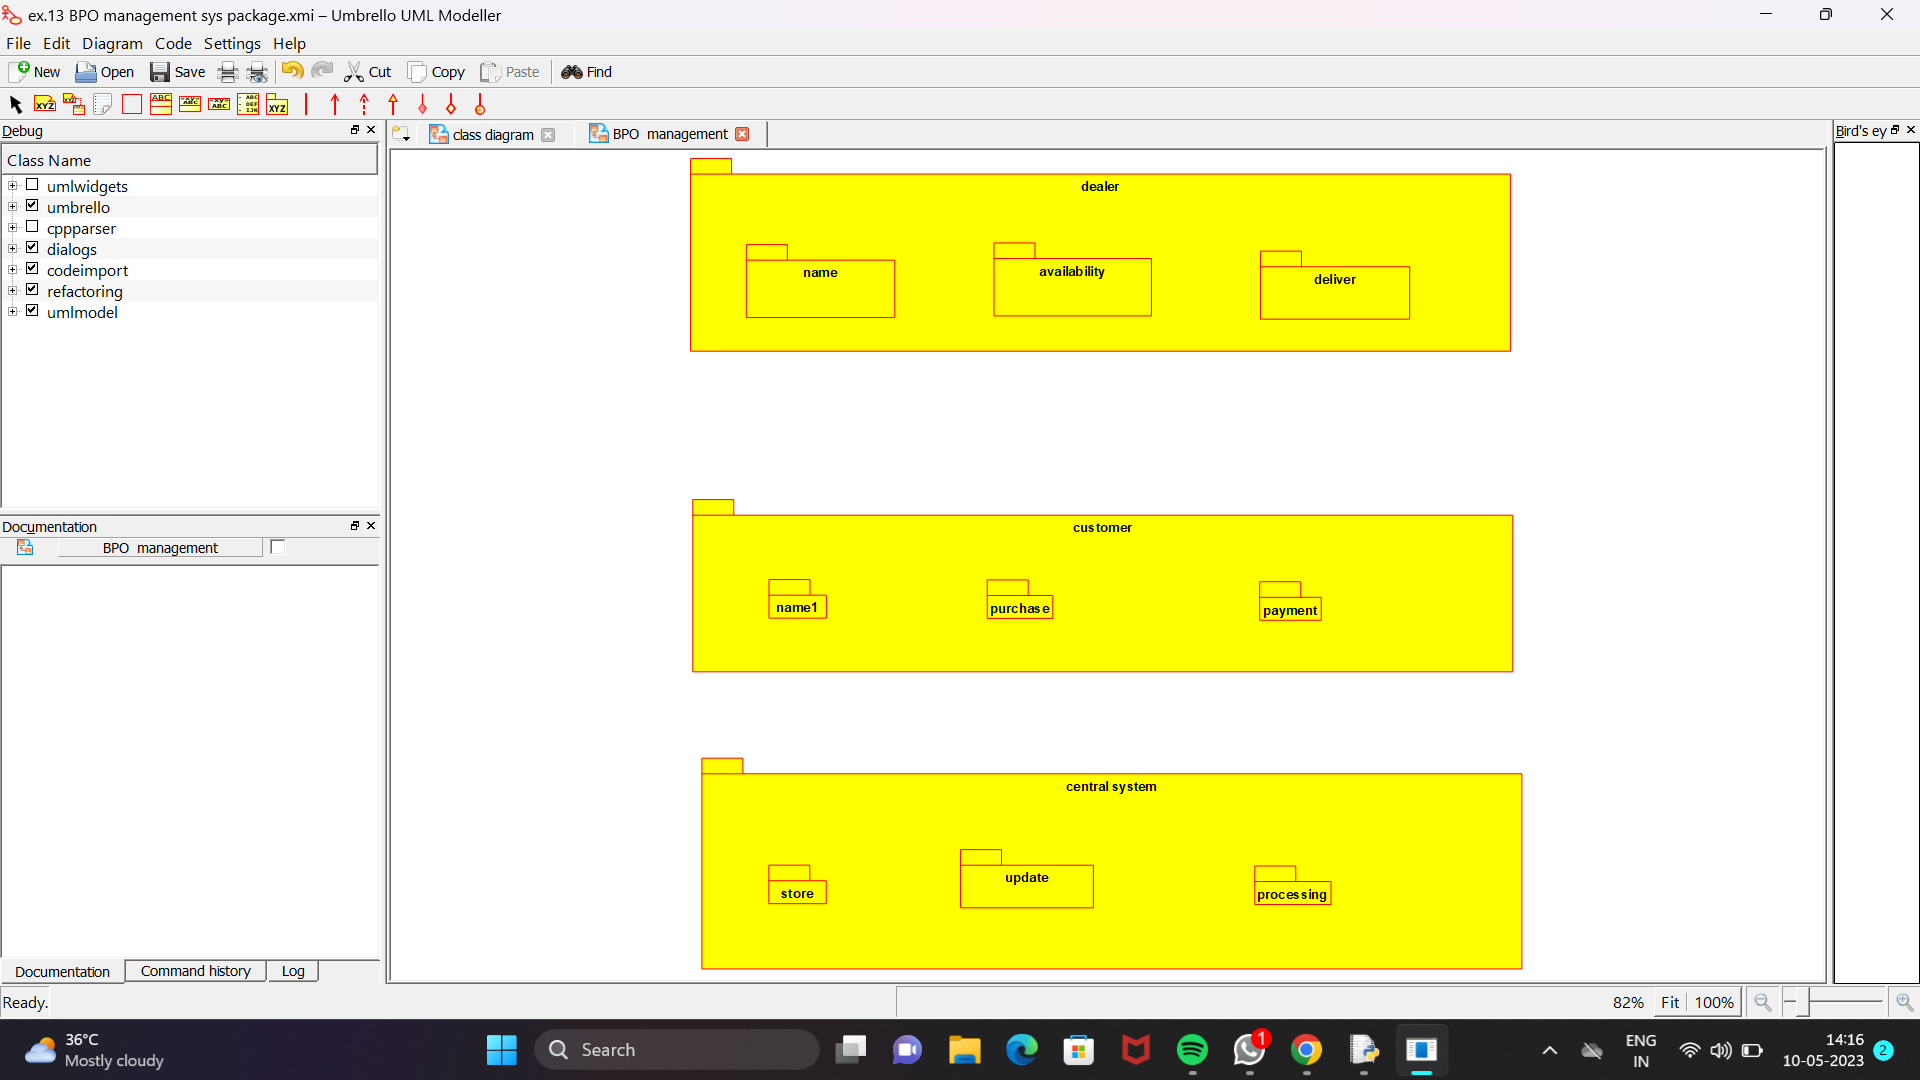 ex.13 BPO management sys package.xmi – Umbrello UML Modeller
File Edit Diagram Code Settings Help
New Open Save Cut Copy Paste Find
Debug
class diagram BPO management
Bird's ey
Class Name
umlwidgets
umbrello
cppparser
dialogs
codeimport
refactoring
umlmodel
dealer
name availability deliver
customer
name1 purchase payment
central system
store update processing
Documentation
BPO management
Documentation Command history Log
Ready.
82% Fit 100%
36°C
Mostly cloudy
Search
1
ENG
IN
14:16
10-05-2023
2